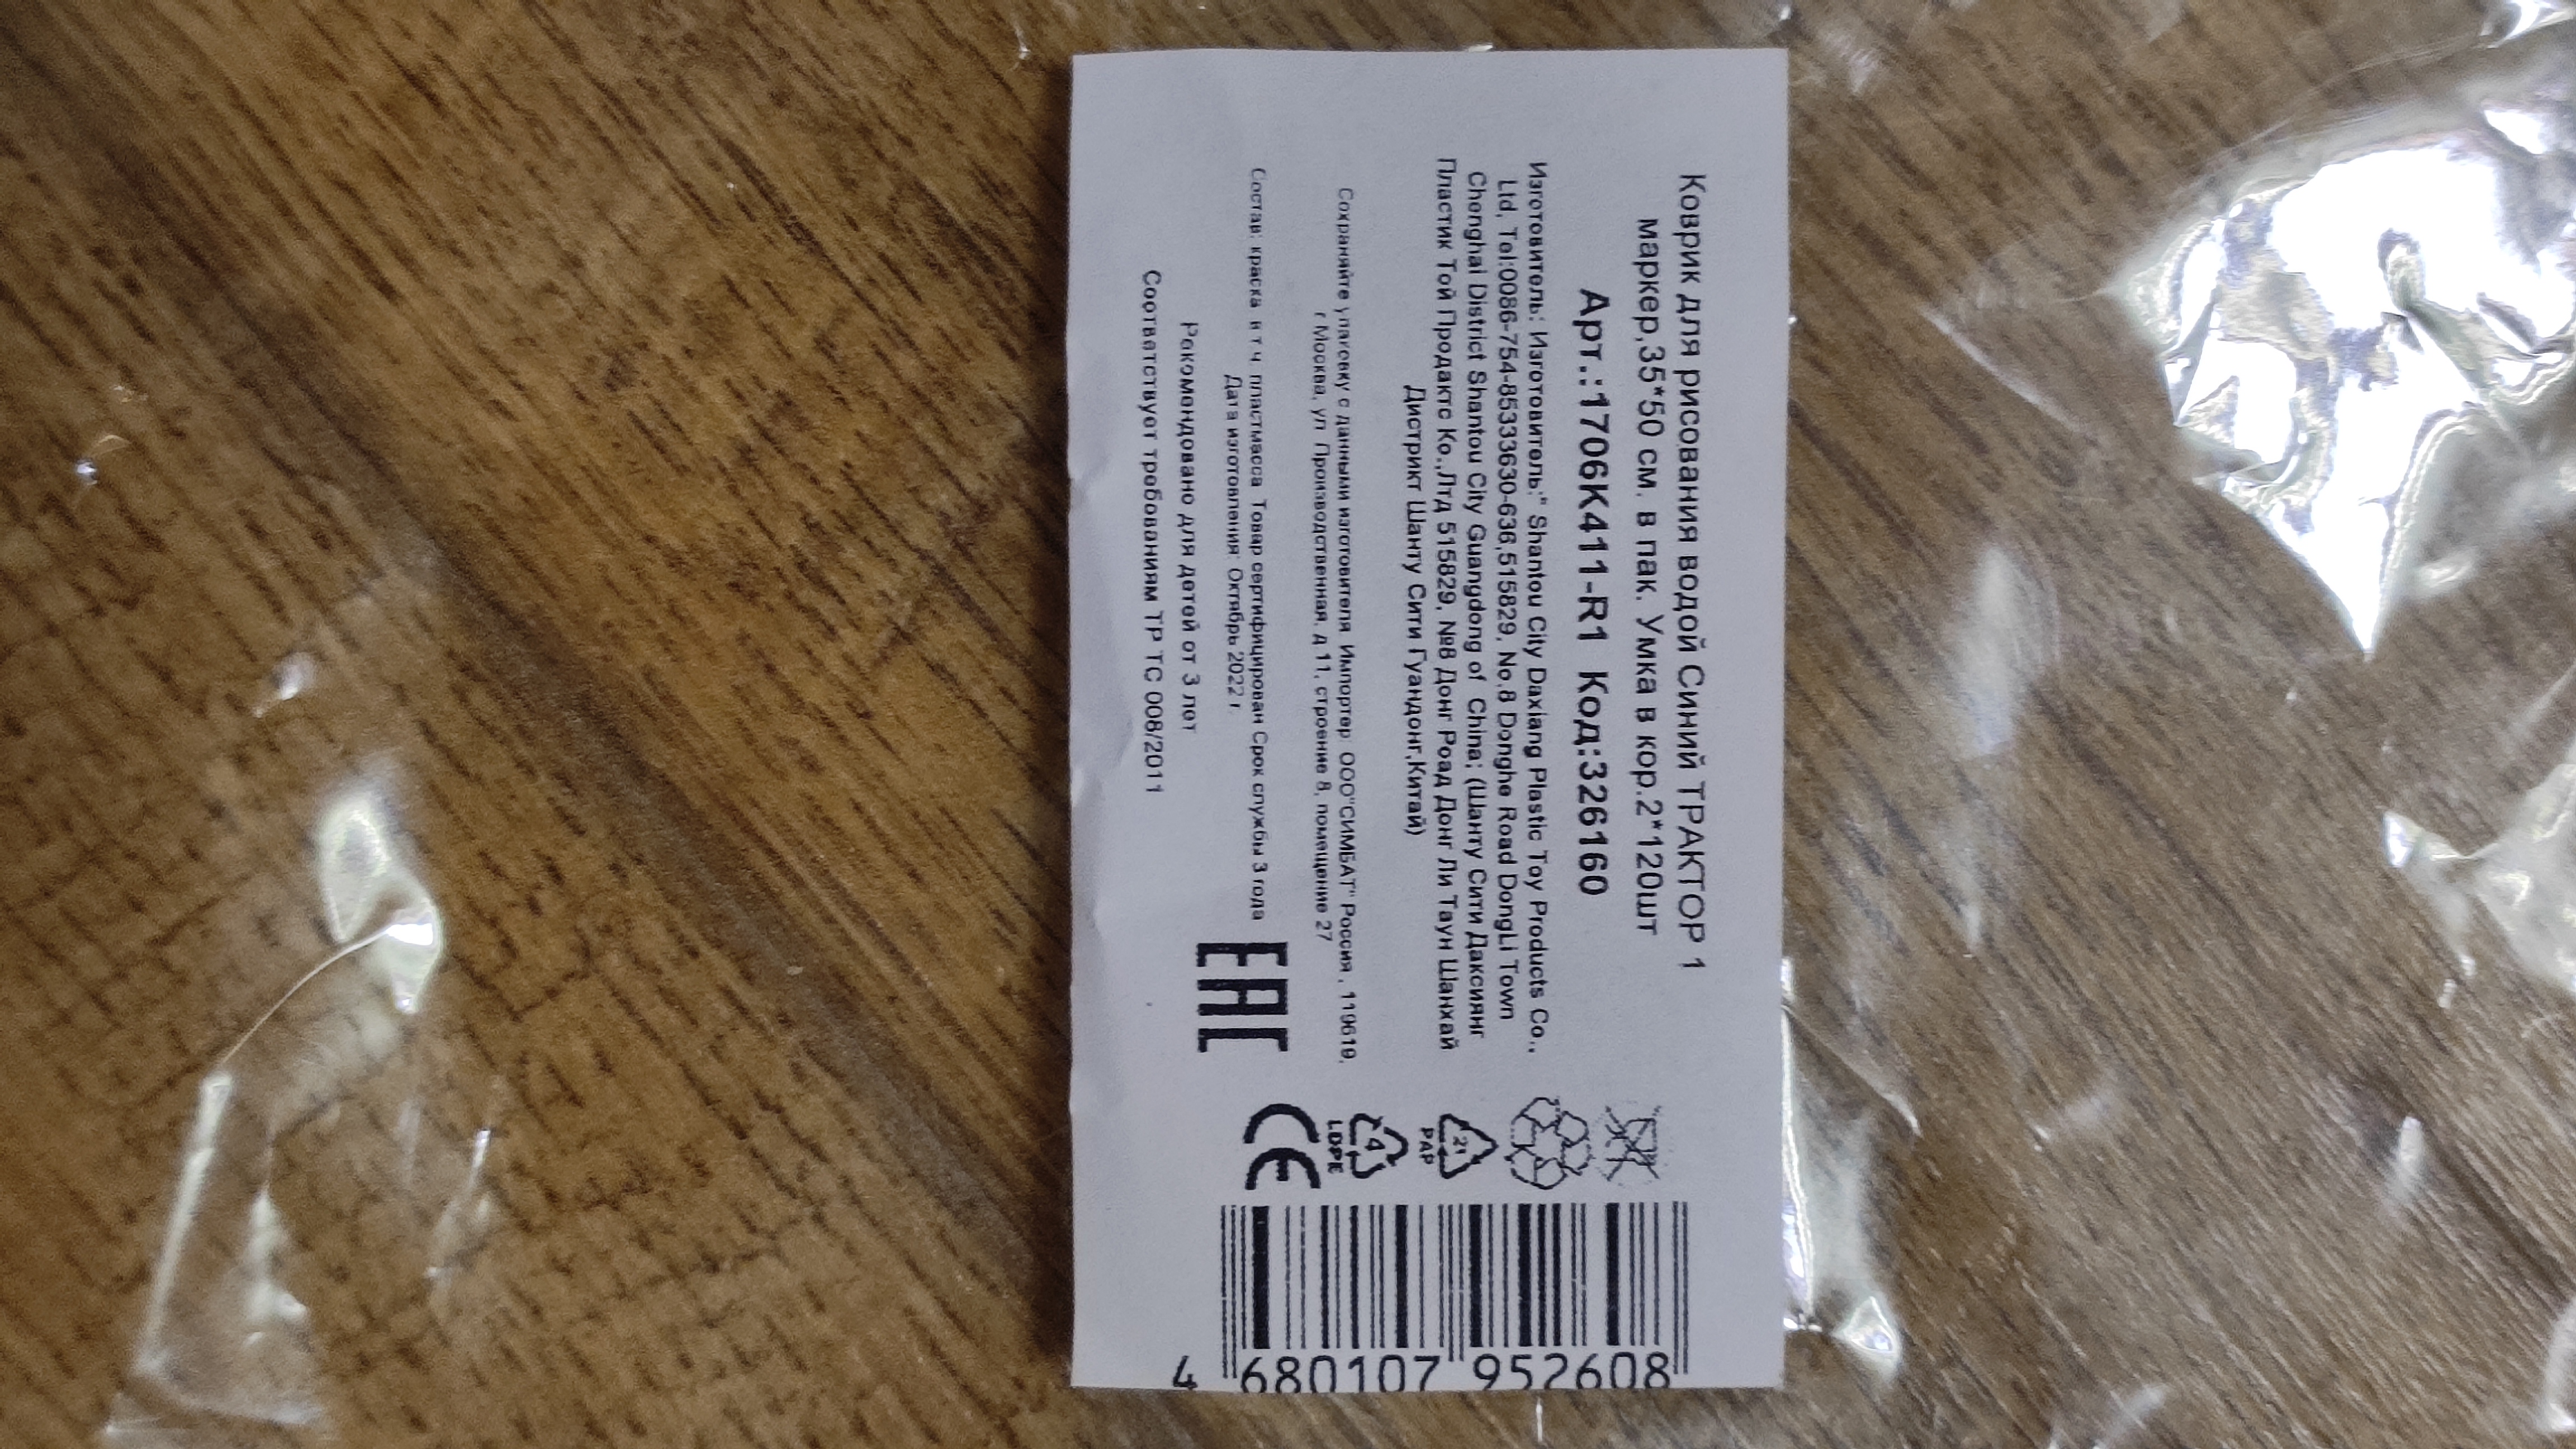 Коврик для рисования водой Синий ТРАКТОР 1
маркер,35*50 см. в пак. Умка в кор.2*120шт
Арт.:1706K411-R1 Код:326160
Изготовитель: Изготовитель:" Shantou City Daxiang Plastic Toy Products Co.,
Ltd, Tel:0086-754-85333630-636,515829, No.8 Donghe Road DongLi Town
Chenghai District Shantou City Guangdong of China; (Шанту Сити Даксиянг
Пластик Той Продактс Ко.,Лтд 515829, №8 Донг Роад Донг Ли Таун Шанхай
Дистрикт Шанту Сити Гуандонг,Китай)
Сохраняйте упаковку с данными изготовителя Импортер: ООО"СИМБАТ" Россия , 119619,
г.Москва, ул. Производственная, д 11, строение 8, помещение 27
Состав: краска в т.ч. пластмасса Товар сертифицирован Срок службы 3 года
Дата изготовления: Октябрь 2022 г.
Рекомендовано для детей от 3 лет
Соответствует требованиям ТР ТС 008/2011
EAC
21
PAP
4
LDPE
CE
4 680107 952608